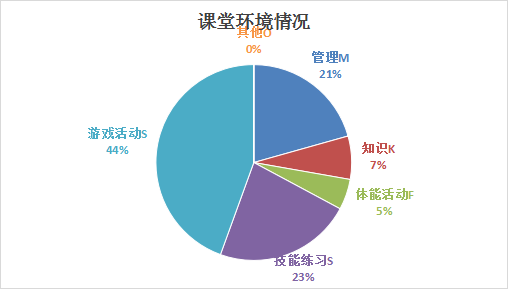 课堂环境情况
其他O
0%
管理M
21%
知识K
7%
体能活动F
5%
技能练习S
23%
游戏活动S
44%